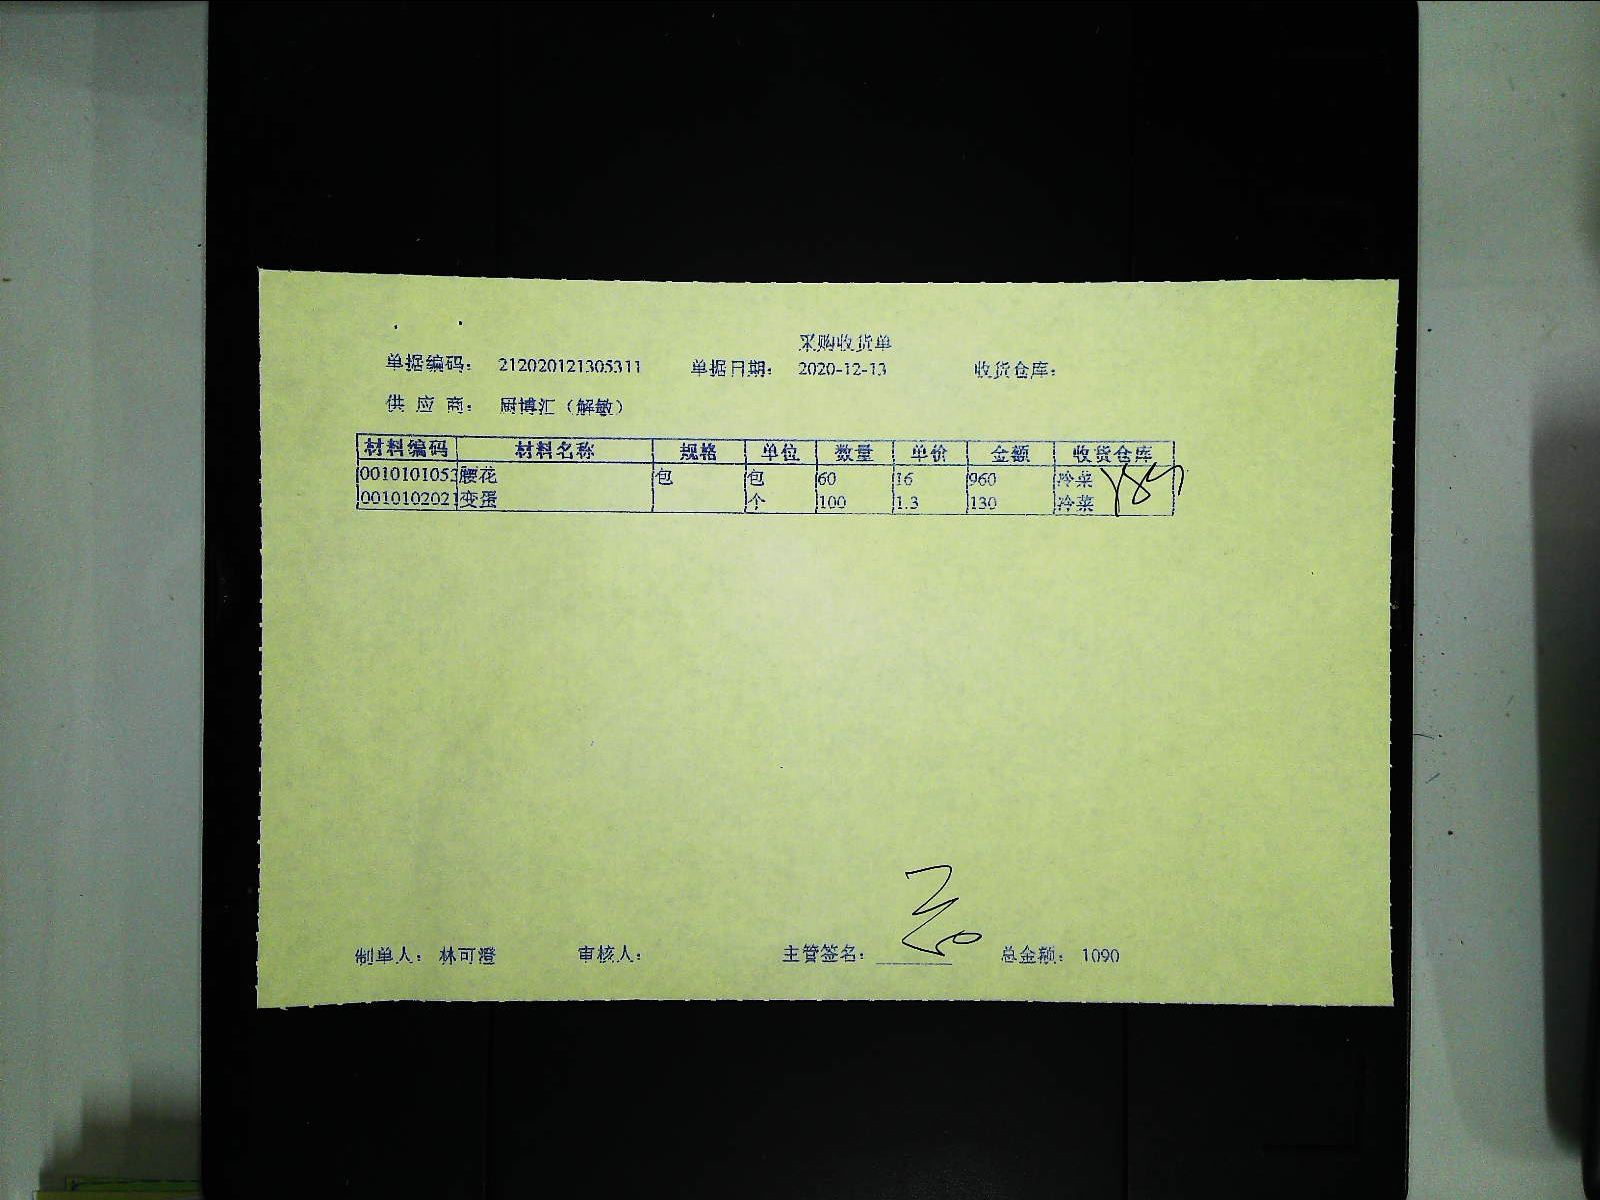 采购收货单
单据编码： 212020121305311 单据日期： 2020-12-13 收货仓库：
供 应 商： 厨博汇（解敏）
材料编码 材料名称 规格 单位 数量 单价 金额 收货仓库
0010101053 腰花 包 包 60 16 960 冷菜
0010102021 变蛋 个 100 1.3 130 冷菜
制单人： 林可澄 审核人： 主管签名： 总金额： 1090